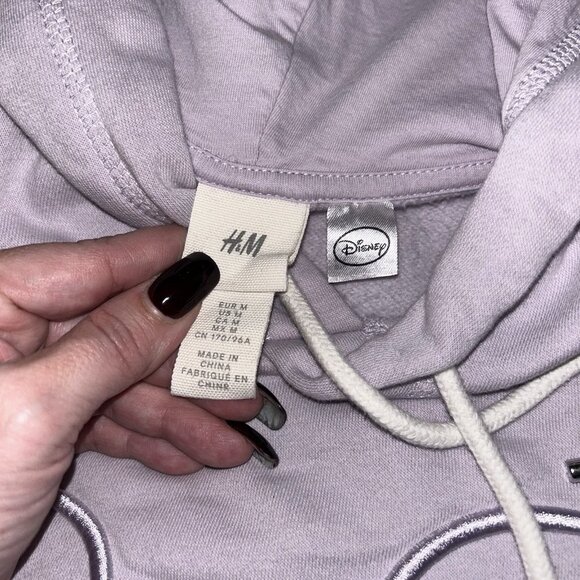 H&M
Disney
EUR M
US M
CA M
MX M
CN 170/96A
MADE IN
CHINA
FABRIQUÉ EN
CHINE